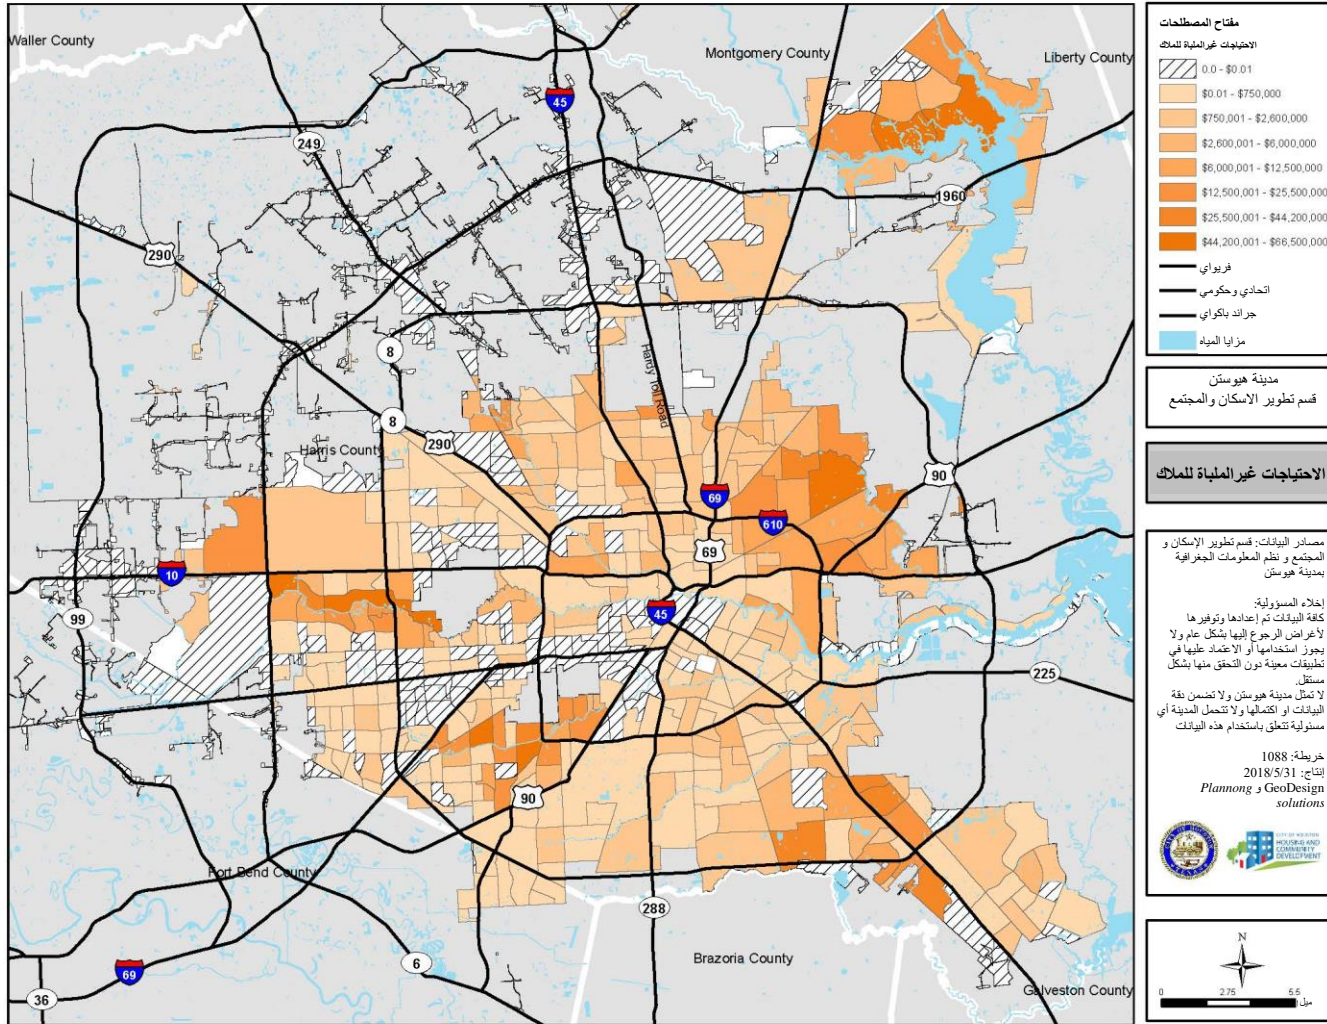 Waller County
Montgomery County
Liberty County
45
249
1960
290
8
Hardy Toll Road
8
290
Harris County
90
69
610
69
10
45
99
225
90
Fort Bend County
288
6
Brazoria County
69
36
Galveston County
مفتاح المصطلحات
الاحتياجات غيرالملباة للملاك
0.0 - $0.01
$0.01 - $750,000
$750,001 - $2,600,000
$2,600,001 - $6,000,000
$6,000,001 - $12,500,000
$12,500,001 - $25,500,000
$25,500,001 - $44,200,000
$44,200,001 - $66,500,000
فريواي
اتحادي وحكومي
جراند باكواي
مزايا المياه
مدينة هيوستن
قسم تطوير الاسكان والمجتمع
الاحتياجات غيرالملباة للملاك
مصادر البيانات: قسم تطوير الإسكان و
المجتمع و نظم المعلومات الجغرافية
بمدينة هيوستن
إخلاء المسؤولية:
كافة البيانات تم إعدادها وتوفيرها
لأغراض الرجوع إليها بشكل عام ولا
يجوز استخدامها أو الاعتماد عليها في
تطبيقات معينة دون التحقق منها بشكل
مستقل.
لا تمثل مدينة هيوستن ولا تضمن دقة
البيانات او اكتمالها ولا تتحمل المدينة أي
مسئولية تتعلق باستخدام هذه البيانات
خريطة: 1088
إنتاج: 2018/5/31
GeoDesign و Plannong
solutions
CITY OF HOUSTON
HOUSING AND
COMMUNITY
DEVELOPMENT
N
0 2.75 5.5
ميل